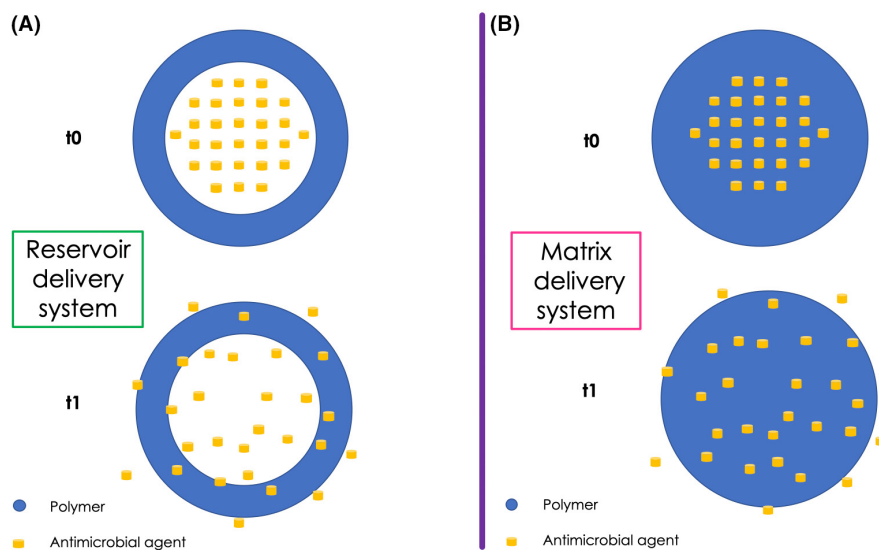 (A)
t0
Reservoir
delivery
system
t1
Polymer
Antimicrobial agent
(B)
t0
Matrix
delivery
system
t1
Polymer
Antimicrobial agent